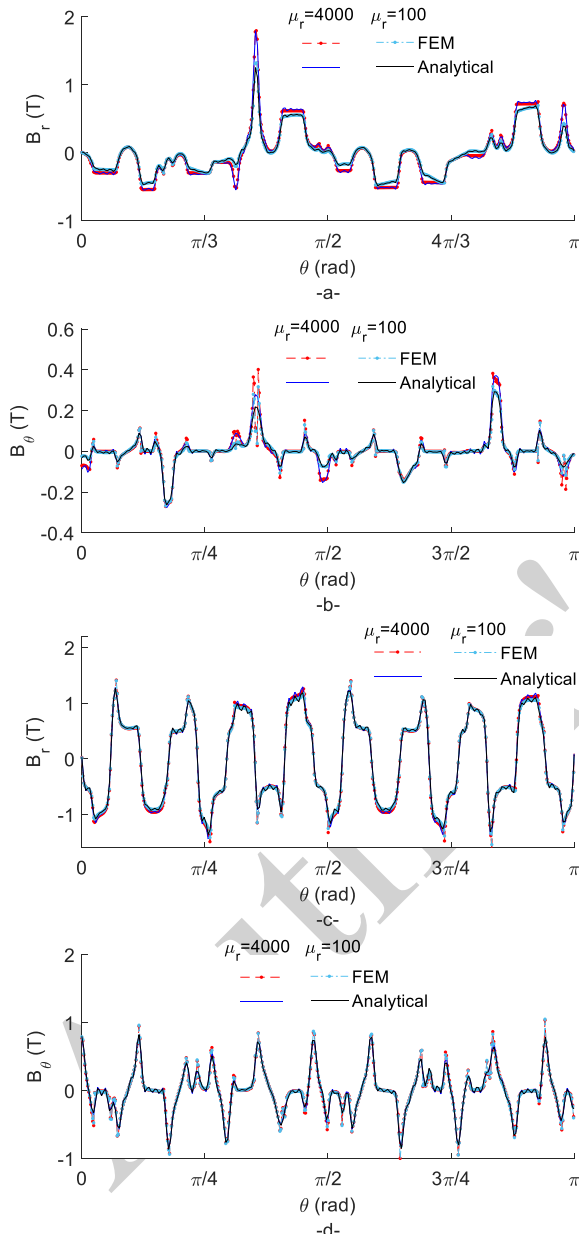 μr=4000 μr=100
FEM
Analytical
2
1
0
-1
Br (T)
0 π/3 π/2 4π/3 π
θ (rad)
-a-
μr=4000 μr=100
FEM
Analytical
0.6
0.4
0.2
0
-0.2
-0.4
Bθ (T)
0 π/4 π/2 3π/2 π
θ (rad)
-b-
μr=4000 μr=100
FEM
Analytical
2
1
0
-1
Br (T)
0 π/4 π/2 3π/4 π
θ (rad)
-c-
μr=4000 μr=100
FEM
Analytical
2
1
0
-1
Bθ (T)
0 π/4 π/2 3π/4 π
θ (rad)
-d-